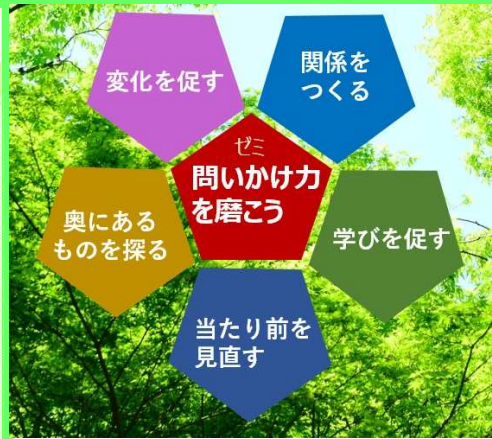 変化を促す
関係を
つくる
ゼミ
問いかけ力
を磨こう
奥にある
ものを探る
学びを促す
当たり前を
見直す